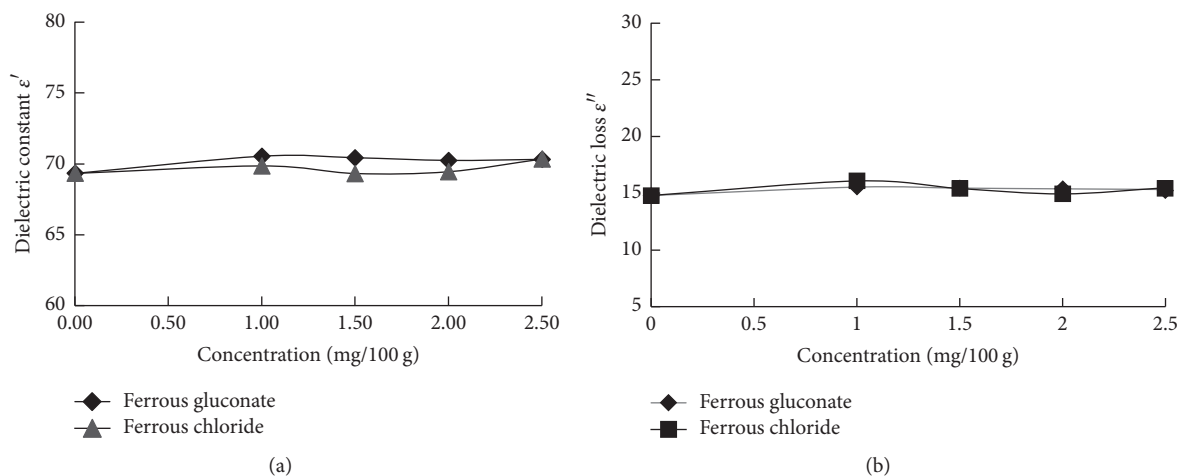 80
75
70
65
60
Dielectric constant ε′
0.00 0.50 1.00 1.50 2.00 2.50
Concentration (mg/100 g)
Ferrous gluconate
Ferrous chloride
(a)
30
25
20
15
10
5
Dielectric loss ε″
0 0.5 1 1.5 2 2.5
Concentration (mg/100 g)
Ferrous gluconate
Ferrous chloride
(b)